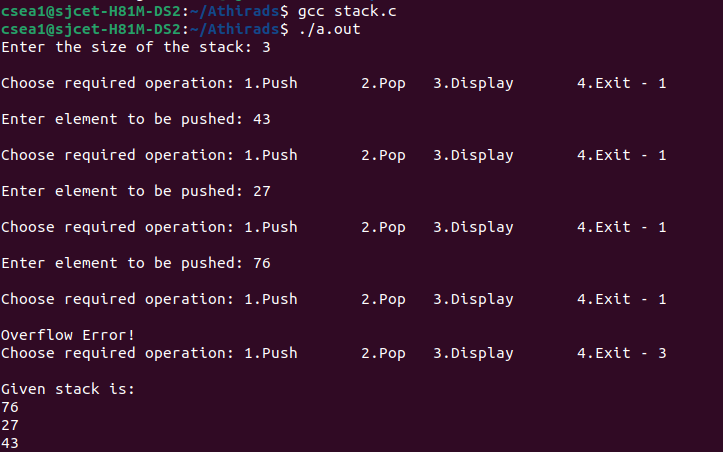 csea1@sjcet-H81M-DS2:~/Athirads$ gcc stack.c
csea1@sjcet-H81M-DS2:~/Athirads$ ./a.out
Enter the size of the stack: 3
Choose required operation: 1.Push 2.Pop 3.Display 4.Exit - 1
Enter element to be pushed: 43
Choose required operation: 1.Push 2.Pop 3.Display 4.Exit - 1
Enter element to be pushed: 27
Choose required operation: 1.Push 2.Pop 3.Display 4.Exit - 1
Enter element to be pushed: 76
Choose required operation: 1.Push 2.Pop 3.Display 4.Exit - 1
Overflow Error!
Choose required operation: 1.Push 2.Pop 3.Display 4.Exit - 3
Given stack is:
76
27
43